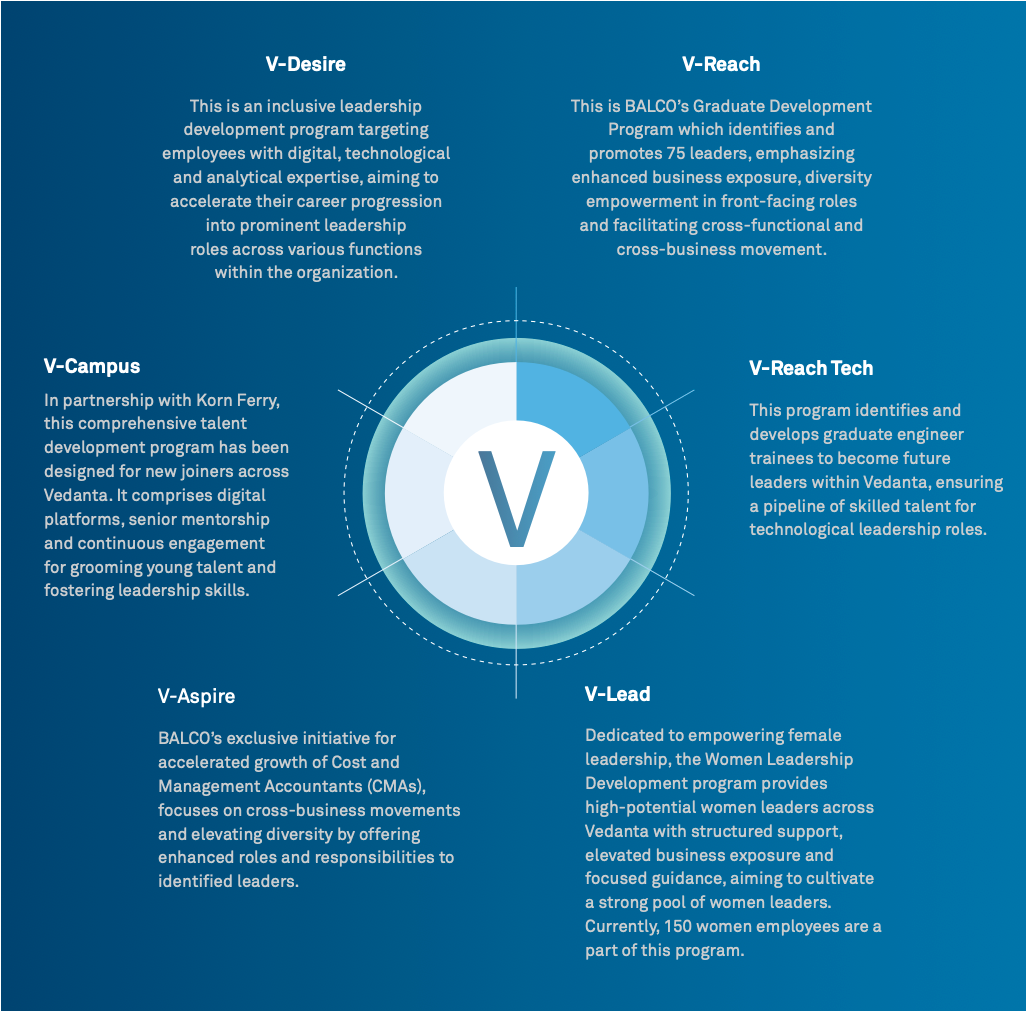 V-Desire
This is an inclusive leadership
development program targeting
employees with digital, technological
and analytical expertise, aiming to
accelerate their career progression
into prominent leadership
roles across various functions
within the organization.
V-Reach
This is BALCO’s Graduate Development
Program which identifies and
promotes 75 leaders, emphasizing
enhanced business exposure, diversity
empowerment in front-facing roles
and facilitating cross-functional and
cross-business movement.
V-Campus
In partnership with Korn Ferry,
this comprehensive talent
development program has been
designed for new joiners across
Vedanta. It comprises digital
platforms, senior mentorship
and continuous engagement
for grooming young talent and
fostering leadership skills.
V
V-Reach Tech
This program identifies and
develops graduate engineer
trainees to become future
leaders within Vedanta, ensuring
a pipeline of skilled talent for
technological leadership roles.
V-Aspire
BALCO’s exclusive initiative for
accelerated growth of Cost and
Management Accountants (CMAs),
focuses on cross-business movements
and elevating diversity by offering
enhanced roles and responsibilities to
identified leaders.
V-Lead
Dedicated to empowering female
leadership, the Women Leadership
Development program provides
high-potential women leaders across
Vedanta with structured support,
elevated business exposure and
focused guidance, aiming to cultivate
a strong pool of women leaders.
Currently, 150 women employees are a
part of this program.